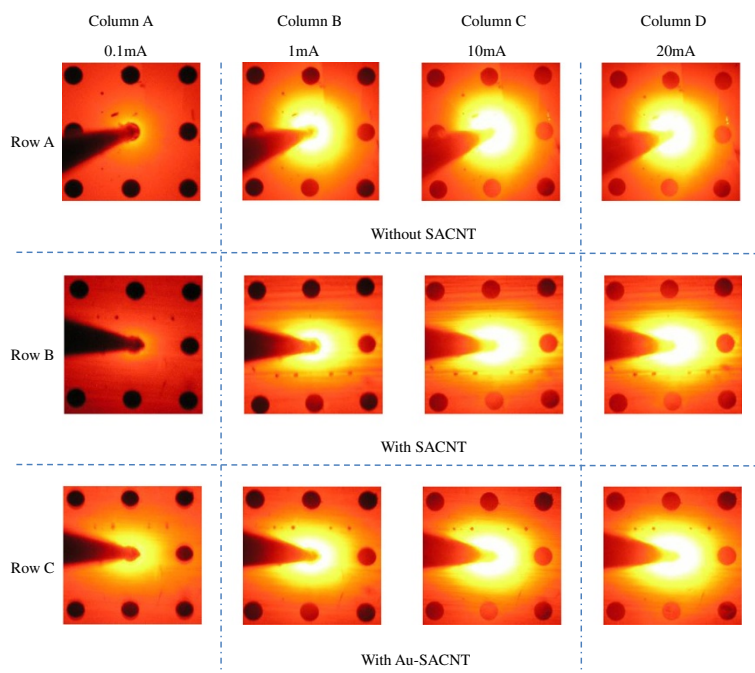 Column A
Column B
Column C
Column D
0.1mA
1mA
10mA
20mA
Row A
Without SACNT
Row B
With SACNT
Row C
With Au-SACNT